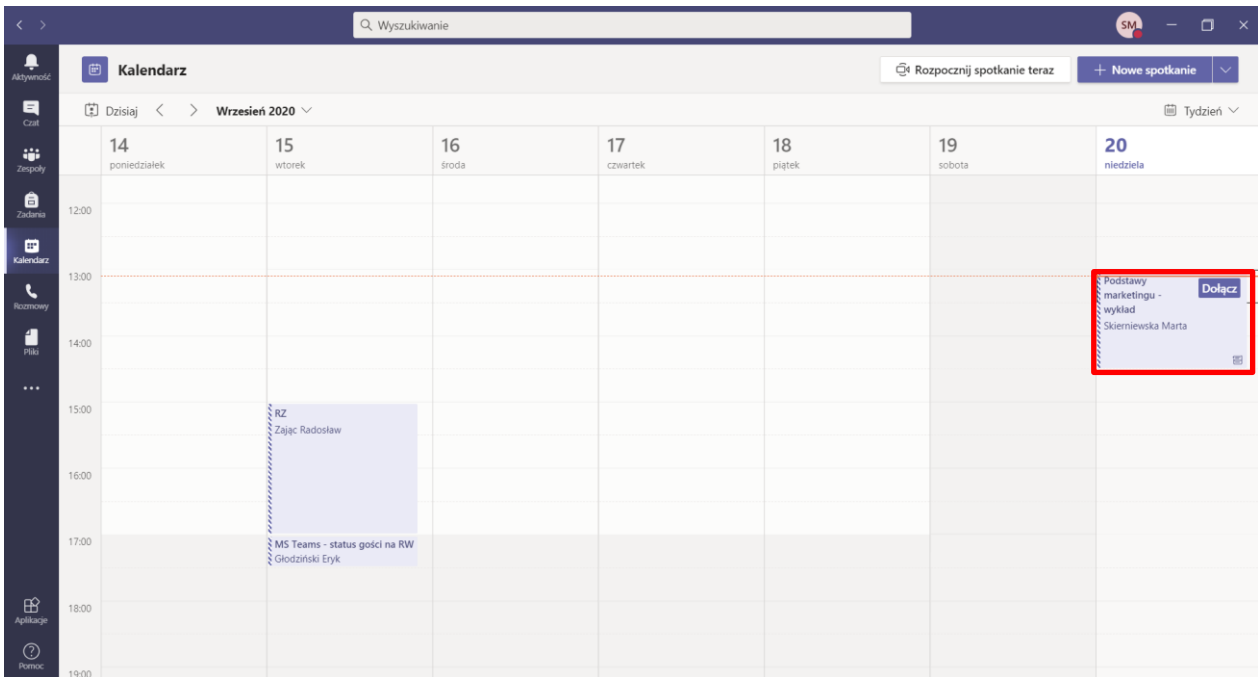 Wyszukiwanie
SM
Aktywność
Czat
Zespoły
Zadania
Kalendarz
Rozmowy
Pliki
Aplikacje
Pomoc
Kalendarz
Rozpocznij spotkanie teraz
+ Nowe spotkanie
Dzisiaj
Wrzesień 2020
Tydzień
14
poniedziałek
15
wtorek
16
środa
17
czwartek
18
piątek
19
sobota
20
niedziela
12:00
13:00
14:00
15:00
16:00
17:00
18:00
19:00
Podstawy
marketingu -
wykład
Skierniewska Marta
Dołącz
RZ
Zając Radosław
MS Teams - status gości na RW
Głodziński Eryk